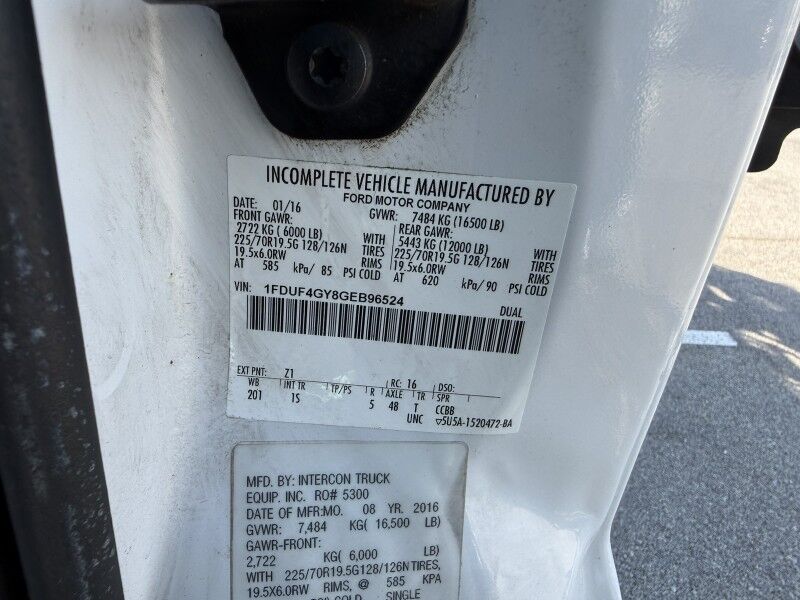 INCOMPLETE VEHICLE MANUFACTURED BY
FORD MOTOR COMPANY
DATE: 01/16 GVWR: 7484 KG (16500 LB)
FRONT GAWR: REAR GAWR:
2722 KG ( 6000 LB) WITH 5443 KG (12000 LB) WITH
225/70R19.5G 128/126N TIRES 225/70R19.5G 128/126N TIRES
19.5x6.0RW RIMS 19.5x6.0RW RIMS
AT 585 kPa/ 85 PSI COLD AT 620 kPa/ 90 PSI COLD
VIN: 1FDUF4GY8GEB96524 DUAL
EXT PNT: Z1 RC: 16 DSO:
WB INT TR TP/PS R AXLE TR SPR
201 1S 5 48 T CCBB
UNC ▽5U5A-1520472-BA
MFD. BY: INTERCON TRUCK
EQUIP. INC. RO# 5300
DATE OF MFR:MO. 08 YR. 2016
GVWR: 7,484 KG( 16,500 LB)
GAWR-FRONT:
2,722 KG( 6,000 LB)
WITH 225/70R19.5G128/126N TIRES,
19.5X6.0RW RIMS, @ 585 KPA
COLD SINGLE